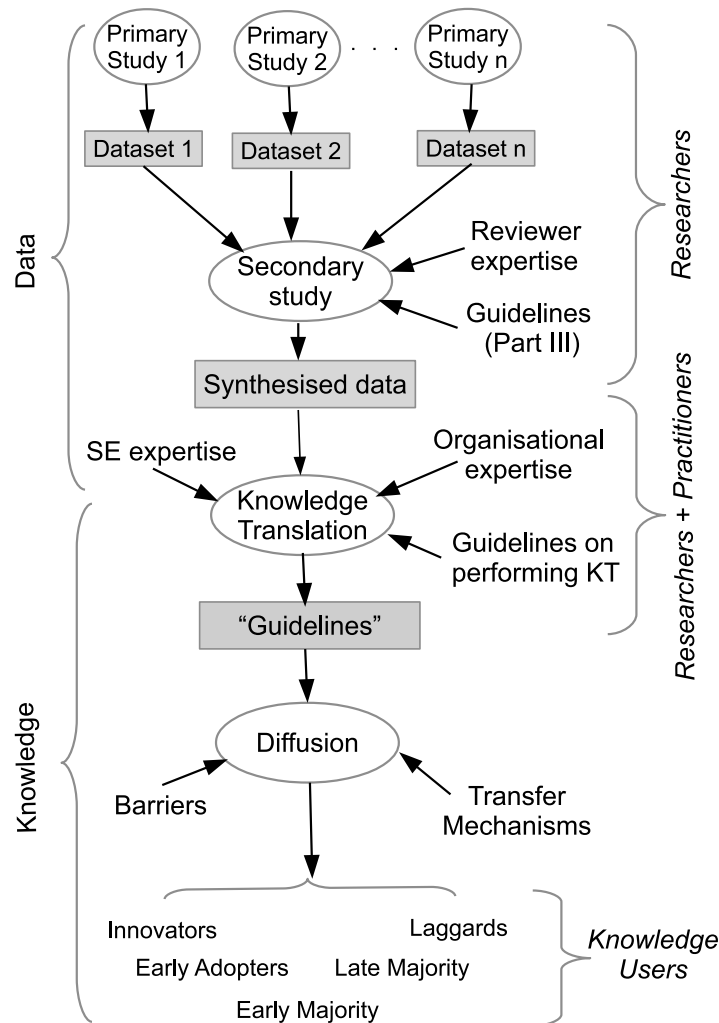 Primary
Study 1
Primary
Study 2
. . .
Primary
Study n
Dataset 1
Dataset 2
Dataset n
Researchers
Data
Secondary
study
Reviewer
expertise
Guidelines
(Part III)
Synthesised data
SE expertise
Organisational
expertise
Knowledge
Translation
Guidelines on
performing KT
Researchers + Practitioners
“Guidelines”
Knowledge
Diffusion
Barriers
Transfer
Mechanisms
Innovators
Laggards
Early Adopters
Late Majority
Early Majority
Knowledge
Users